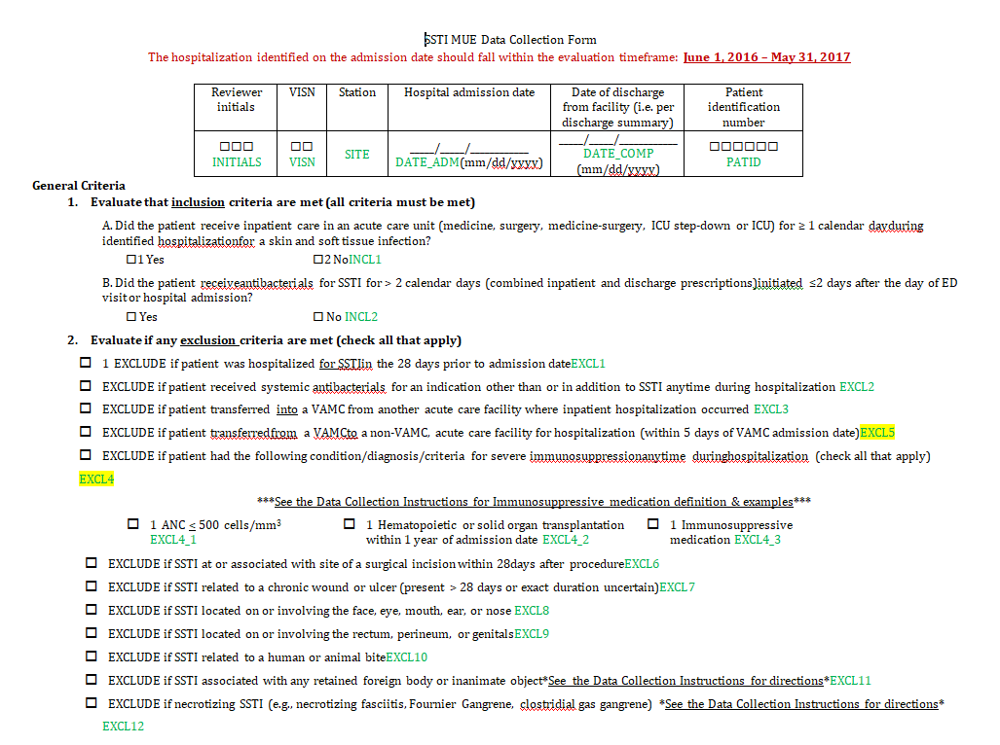 SSTI MUE Data Collection Form
The hospitalization identified on the admission date should fall within the evaluation timeframe: June 1, 2016 – May 31, 2017
Reviewer initials
VISN
Station
Hospital admission date
Date of discharge from facility (i.e. per discharge summary)
Patient identification number
☐☐☐ INITIALS
☐☐ VISN
SITE
___/___/________ DATE_ADM(mm/dd/yyyy)
___/___/________ DATE_COMP (mm/dd/yyyy)
☐☐☐☐☐☐ PATID
General Criteria
1. Evaluate that inclusion criteria are met (all criteria must be met)
A. Did the patient receive inpatient care in an acute care unit (medicine, surgery, medicine-surgery, ICU step-down or ICU) for ≥ 1 calendar dayduring
identified hospitalizationfor a skin and soft tissue infection?
☐1 Yes ☐2 NoINCL1
B. Did the patient receiveantibacterials for SSTI for > 2 calendar days (combined inpatient and discharge prescriptions)initiated ≤2 days after the day of ED
visit or hospital admission?
☐ Yes ☐ No INCL2
2. Evaluate if any exclusion criteria are met (check all that apply)
☐ 1 EXCLUDE if patient was hospitalized for SSTIin the 28 days prior to admission dateEXCL1
☐ EXCLUDE if patient received systemic antibacterials for an indication other than or in addition to SSTI anytime during hospitalization EXCL2
☐ EXCLUDE if patient transferred into a VAMC from another acute care facility where inpatient hospitalization occurred EXCL3
☐ EXCLUDE if patient transferredfrom a VAMCto a non-VAMC, acute care facility for hospitalization (within 5 days of VAMC admission date)EXCL5
☐ EXCLUDE if patient had the following condition/diagnosis/criteria for severe immunosuppressionanytime duringhospitalization (check all that apply)
EXCL4
***See the Data Collection Instructions for Immunosuppressive medication definition & examples***
☐ 1 ANC ≤ 500 cells/mm³ ☐ 1 Hematopoietic or solid organ transplantation ☐ 1 Immunosuppressive
EXCL4_1 within 1 year of admission date EXCL4_2 medication EXCL4_3
☐ EXCLUDE if SSTI at or associated with site of a surgical incision within 28days after procedureEXCL6
☐ EXCLUDE if SSTI related to a chronic wound or ulcer (present > 28 days or exact duration uncertain)EXCL7
☐ EXCLUDE if SSTI located on or involving the face, eye, mouth, ear, or nose EXCL8
☐ EXCLUDE if SSTI located on or involving the rectum, perineum, or genitalsEXCL9
☐ EXCLUDE if SSTI related to a human or animal biteEXCL10
☐ EXCLUDE if SSTI associated with any retained foreign body or inanimate object*See the Data Collection Instructions for directions*EXCL11
☐ EXCLUDE if necrotizing SSTI (e.g., necrotizing fasciitis, Fournier Gangrene, clostridial gas gangrene) *See the Data Collection Instructions for directions*
EXCL12